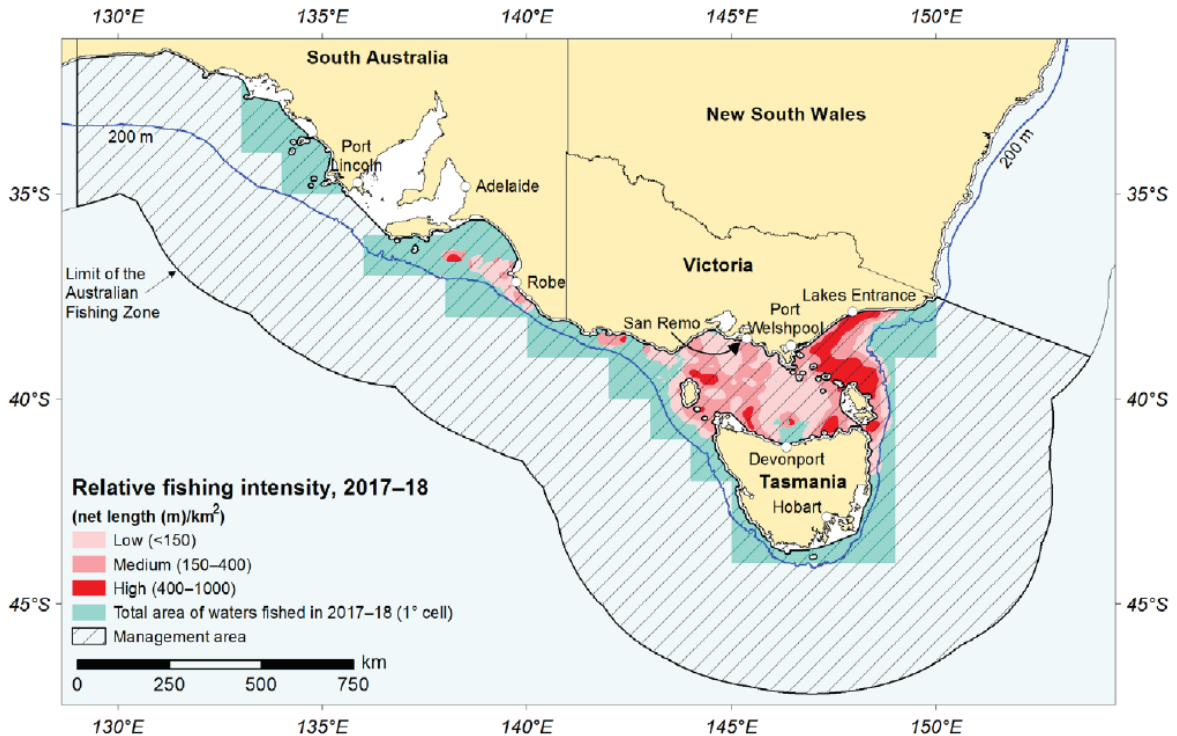 130°E 135°E 140°E 145°E 150°E
South Australia
New South Wales
200 m
200 m
Port
Lincoln
35°S
Adelaide
35°S
Limit of the
Australian
Fishing Zone
Victoria
Robe
Lakes Entrance
San Remo
Port
Welshpool
40°S
40°S
Devonport
Tasmania
Hobart
Relative fishing intensity, 2017–18
(net length (m)/km²)
Low (<150)
Medium (150–400)
High (400–1000)
Total area of waters fished in 2017–18 (1° cell)
Management area
km
0 250 500 750
45°S
45°S
130°E 135°E 140°E 145°E 150°E